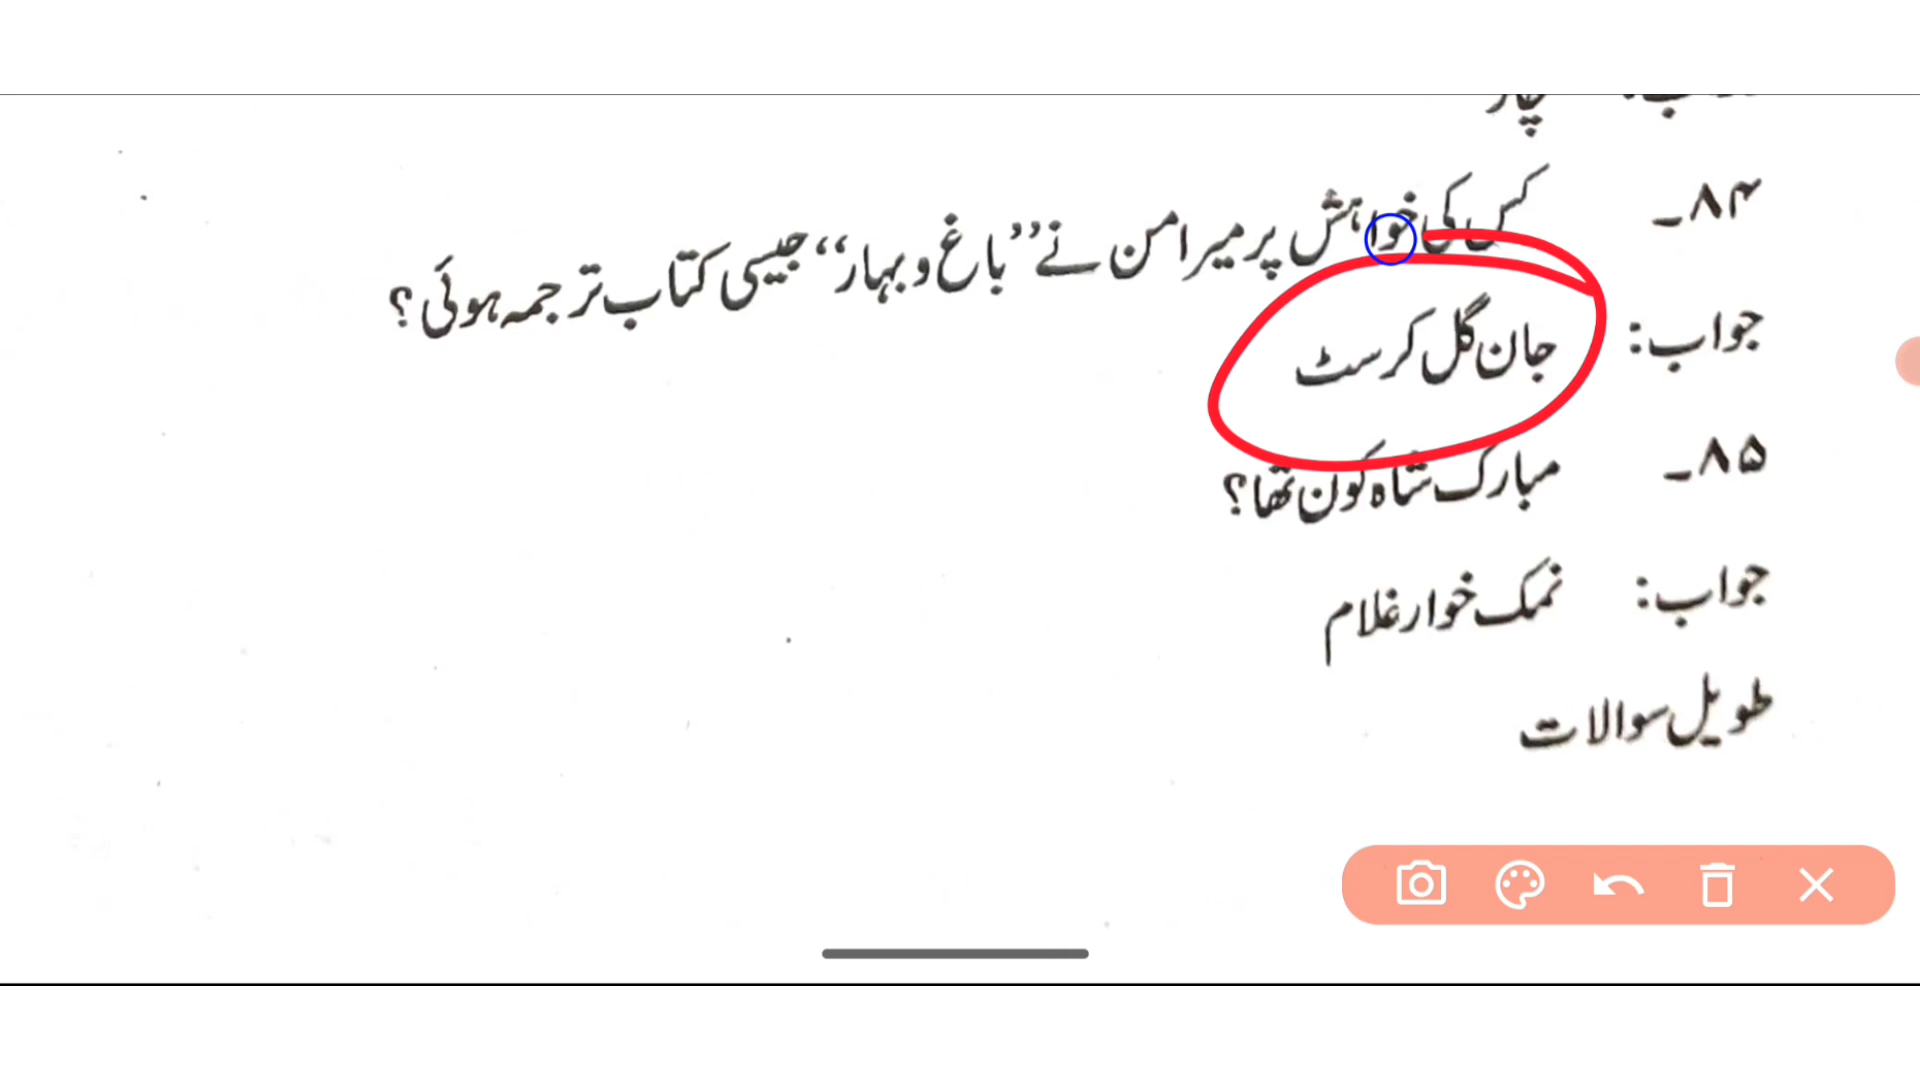 ۸۴۔ کس کی خواہش پر میر امن نے ”باغ و بہار“ جیسی کتاب ترجمہ ہوئی؟
جواب: جان گل کرسٹ
۸۵۔ مبارک شاہ کون تھا؟
جواب: نمک خوار غلام
طویل سوالات